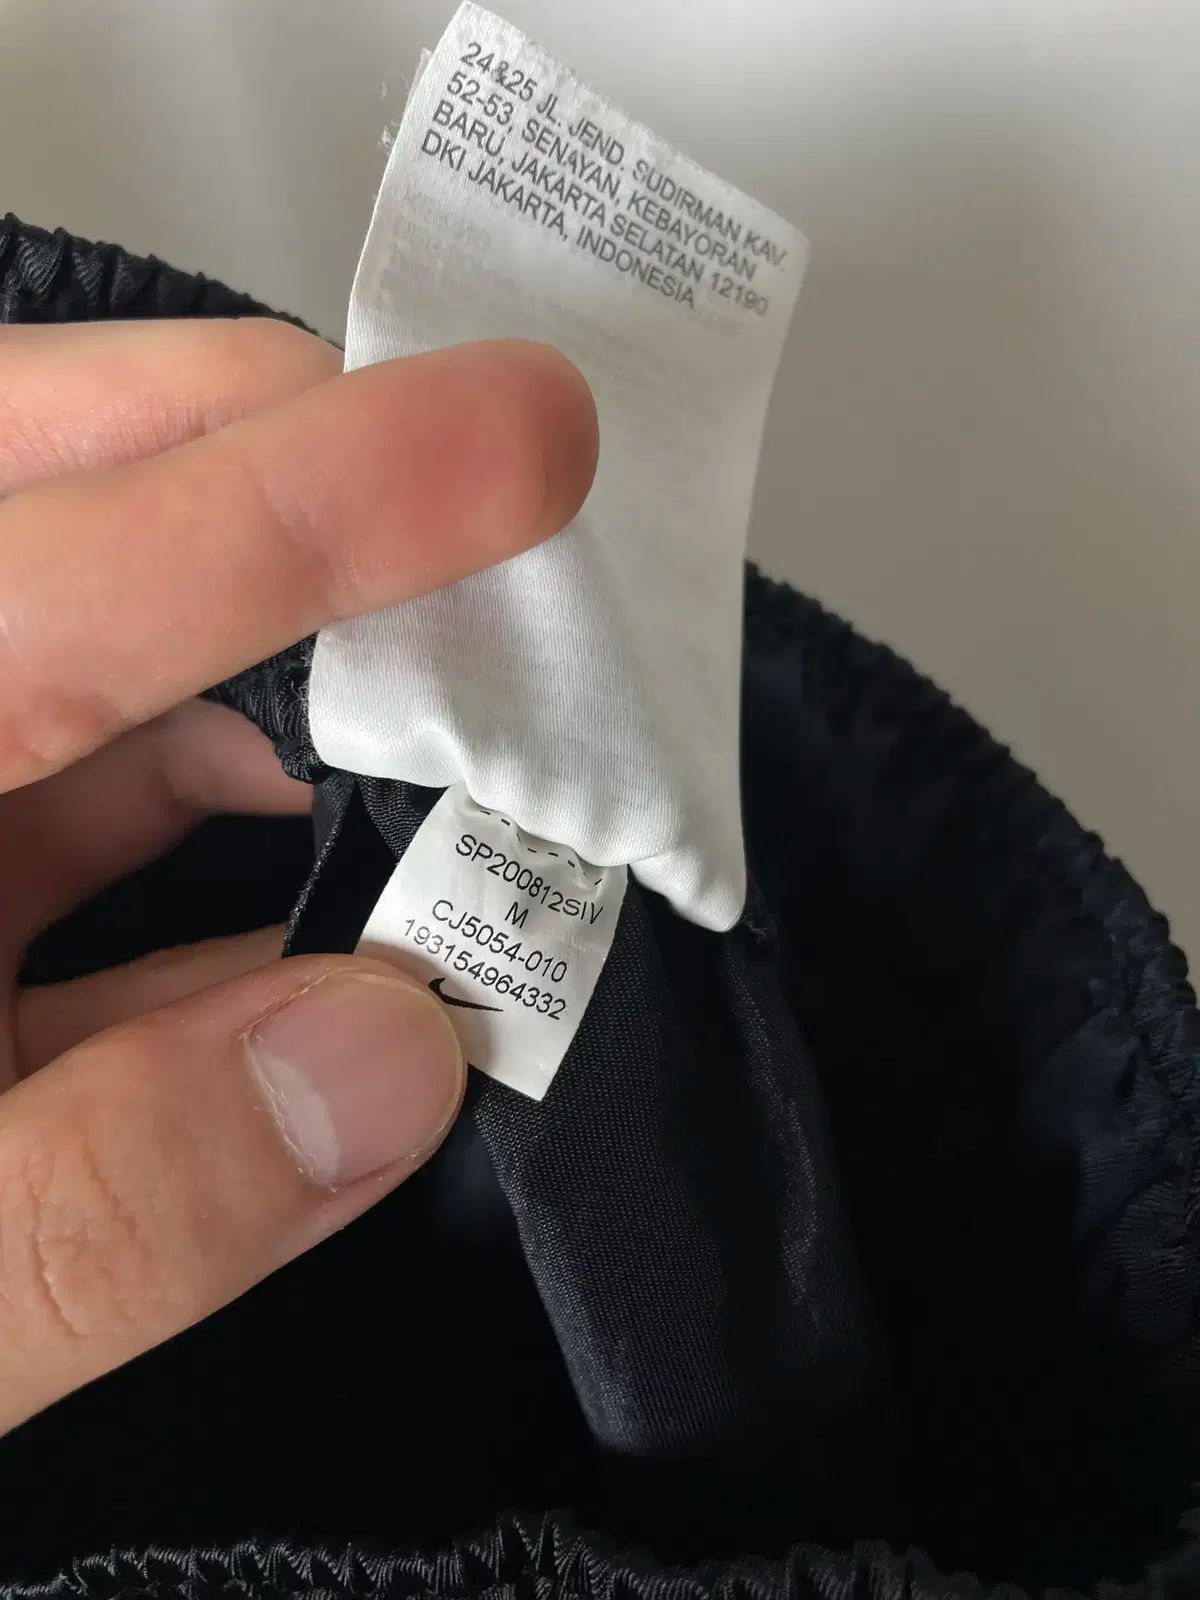 24&25 JL. JEND. SUDIRMAN KAV.
52-53, SENAYAN, KEBAYORAN
BARU, JAKARTA SELATAN 12190
DKI JAKARTA, INDONESIA
SP200812SIV
M
CJ5054-010
193154964332